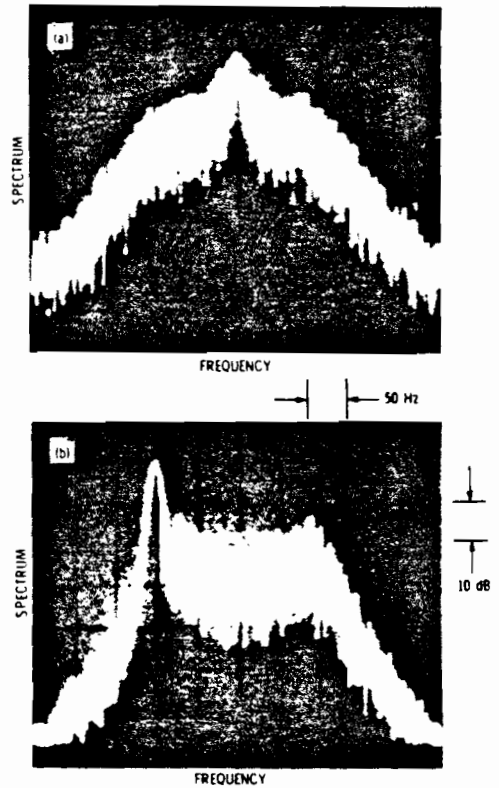 (a)
SPECTRUM
FREQUENCY
50 Hz
(b)
SPECTRUM
10 dB
FREQUENCY